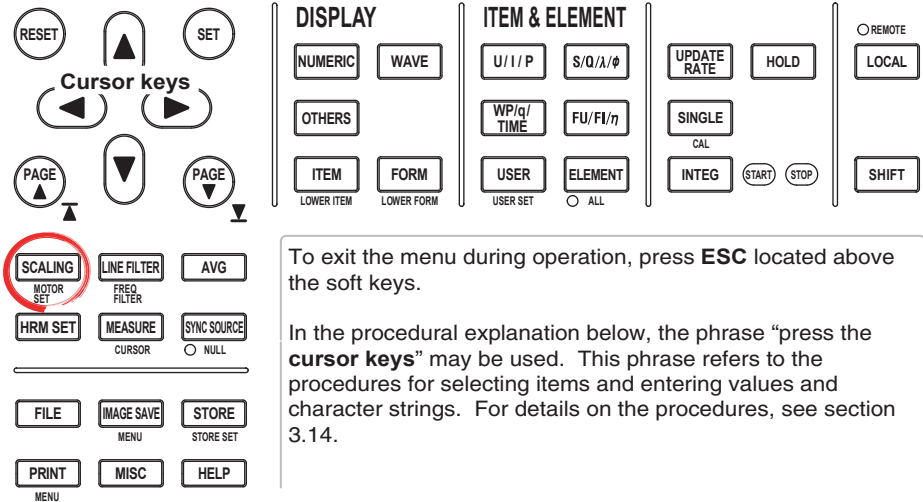 RESET
SET
Cursor keys
PAGE
PAGE
DISPLAY
NUMERIC WAVE
OTHERS
ITEM FORM
LOWER ITEM LOWER FORM
ITEM & ELEMENT
U / I / P S/Q/λ/ϕ
WP/q/
TIME
FU/FI/η
USER ELEMENT
USER SET ALL
UPDATE
RATE
HOLD
SINGLE
CAL
INTEG START STOP
REMOTE
LOCAL
SHIFT
SCALING LINE FILTER AVG
MOTOR
SET
FREQ
FILTER
HRM SET MEASURE SYNC SOURCE
CURSOR NULL
FILE IMAGE SAVE STORE
MENU STORE SET
PRINT MISC HELP
MENU
To exit the menu during operation, press ESC located above
the soft keys.
In the procedural explanation below, the phrase “press the
cursor keys” may be used. This phrase refers to the
procedures for selecting items and entering values and
character strings. For details on the procedures, see section
3.14.